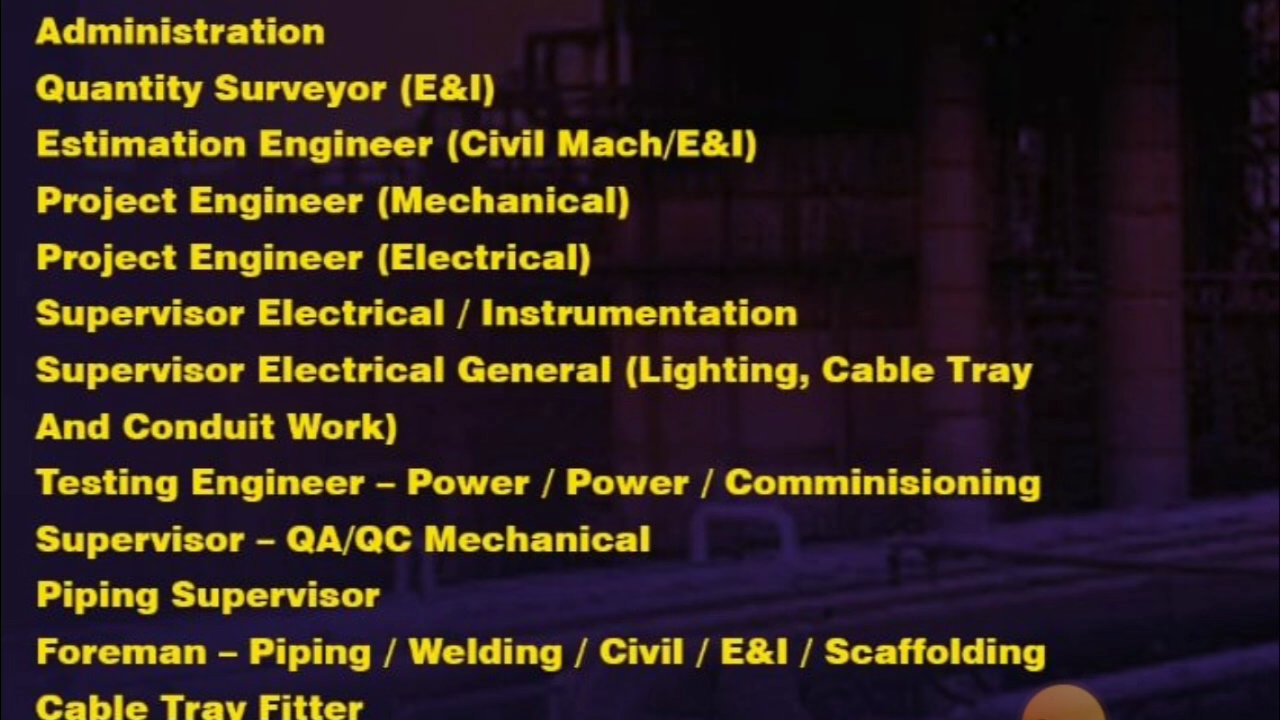 Administration
Quantity Surveyor (E&I)
Estimation Engineer (Civil Mach/E&I)
Project Engineer (Mechanical)
Project Engineer (Electrical)
Supervisor Electrical / Instrumentation
Supervisor Electrical General (Lighting, Cable Tray
And Conduit Work)
Testing Engineer – Power / Power / Comminisioning
Supervisor – QA/QC Mechanical
Piping Supervisor
Foreman – Piping / Welding / Civil / E&I / Scaffolding
Cable Tray Fitter